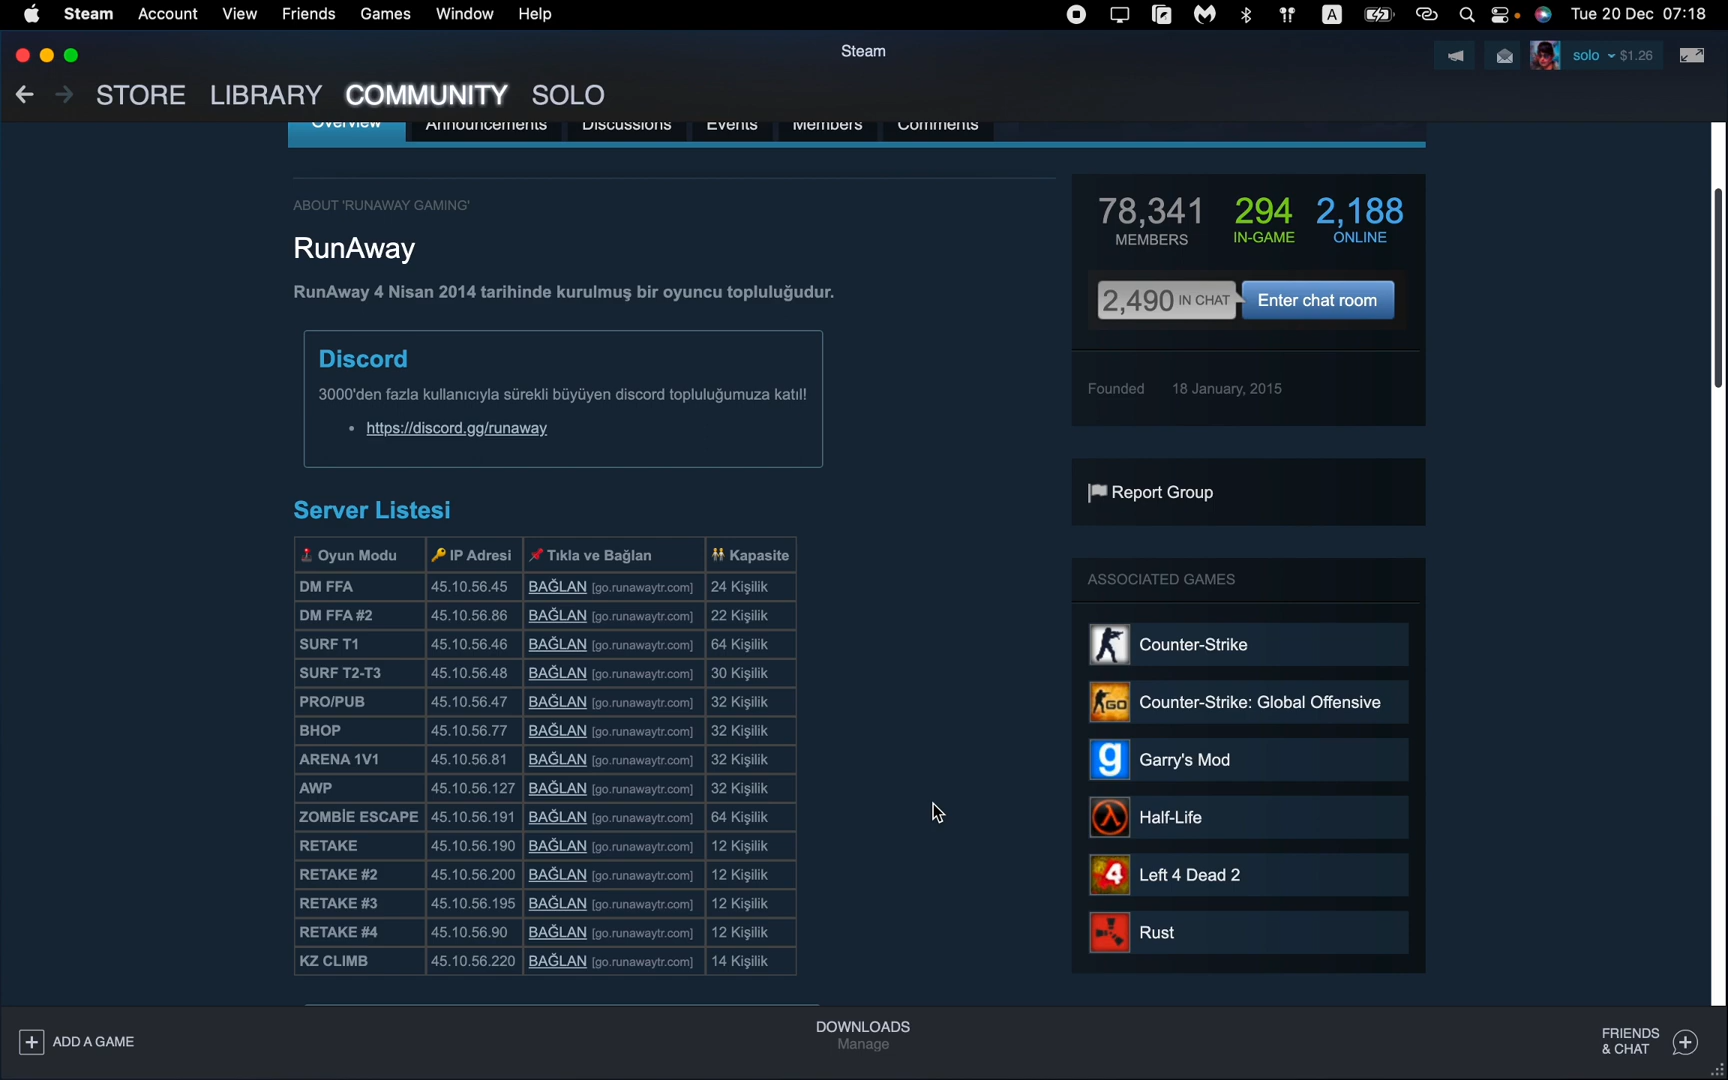 Steam Account View Friends Games Window Help A Tue 20 Dec 07:18
Steam
solo $1.26
STORE LIBRARY COMMUNITY SOLO
Overview Announcements Discussions Events Members Comments
ABOUT 'RUNAWAY GAMING'
RunAway
RunAway 4 Nisan 2014 tarihinde kurulmuş bir oyuncu topluluğudur.
Discord
3000'den fazla kullanıcıyla sürekli büyüyen discord topluluğumuza katıl!
• https://discord.gg/runaway
Server Listesi
Oyun Modu IP Adresi Tıkla ve Bağlan Kapasite
DM FFA 45.10.56.45 BAĞLAN [go.runawaytr.com] 24 Kişilik
DM FFA #2 45.10.56.86 BAĞLAN [go.runawaytr.com] 22 Kişilik
SURF T1 45.10.56.46 BAĞLAN [go.runawaytr.com] 64 Kişilik
SURF T2-T3 45.10.56.48 BAĞLAN [go.runawaytr.com] 30 Kişilik
PRO/PUB 45.10.56.47 BAĞLAN [go.runawaytr.com] 32 Kişilik
BHOP 45.10.56.77 BAĞLAN [go.runawaytr.com] 32 Kişilik
ARENA 1V1 45.10.56.81 BAĞLAN [go.runawaytr.com] 32 Kişilik
AWP 45.10.56.127 BAĞLAN [go.runawaytr.com] 32 Kişilik
ZOMBİE ESCAPE 45.10.56.191 BAĞLAN [go.runawaytr.com] 64 Kişilik
RETAKE 45.10.56.190 BAĞLAN [go.runawaytr.com] 12 Kişilik
RETAKE #2 45.10.56.200 BAĞLAN [go.runawaytr.com] 12 Kişilik
RETAKE #3 45.10.56.195 BAĞLAN [go.runawaytr.com] 12 Kişilik
RETAKE #4 45.10.56.90 BAĞLAN [go.runawaytr.com] 12 Kişilik
KZ CLIMB 45.10.56.220 BAĞLAN [go.runawaytr.com] 14 Kişilik
78,341 294 2,188
MEMBERS IN-GAME ONLINE
2,490 IN CHAT Enter chat room
Founded 18 January, 2015
Report Group
ASSOCIATED GAMES
Counter-Strike
GO Counter-Strike: Global Offensive
g Garry's Mod
Half-Life
4 Left 4 Dead 2
Rust
ADD A GAME
DOWNLOADS
Manage
FRIENDS
& CHAT